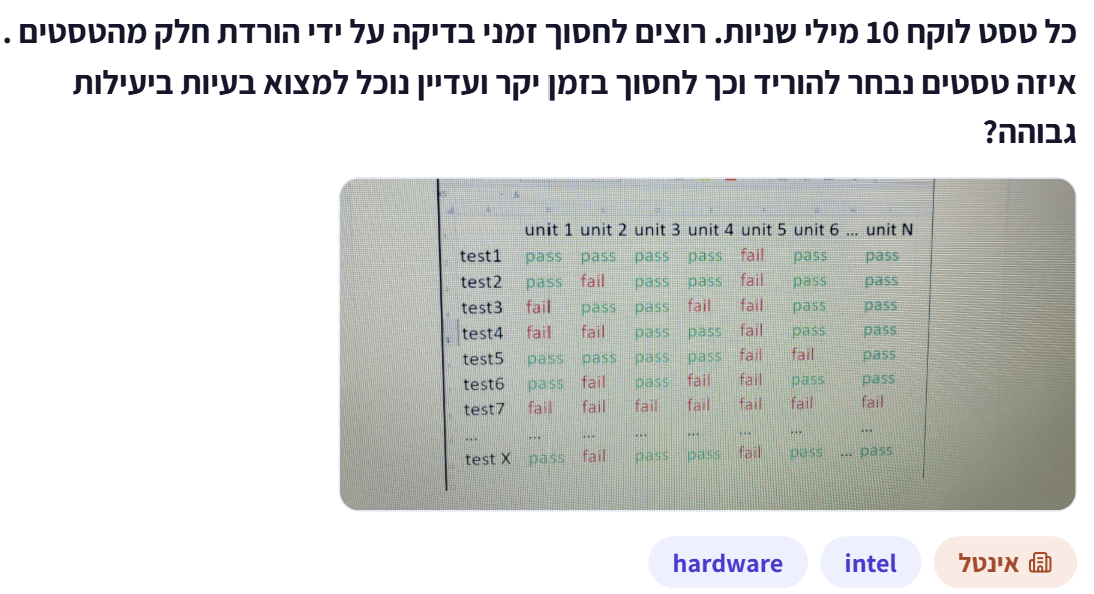 כל טסט לוקח 10 מילי שניות. רוצים לחסוך זמני בדיקה על ידי הורדת חלק מהטסטים .
איזה טסטים נבחר להוריד וכך לחסוך בזמן יקר ועדיין נוכל למצוא בעיות ביעילות
גבוהה?
unit 1 unit 2 unit 3 unit 4 unit 5 unit 6 ... unit N
test1 pass pass pass pass fail pass pass
test2 pass fail pass pass fail pass pass
test3 fail pass pass fail fail pass pass
test4 fail fail pass pass fail pass pass
test5 pass pass pass pass fail fail pass
test6 pass fail pass fail fail pass pass
test7 fail fail fail fail fail fail fail
... ... ... ... ... ... ... ...
test X pass fail pass pass fail pass ... pass
אינטל intel hardware